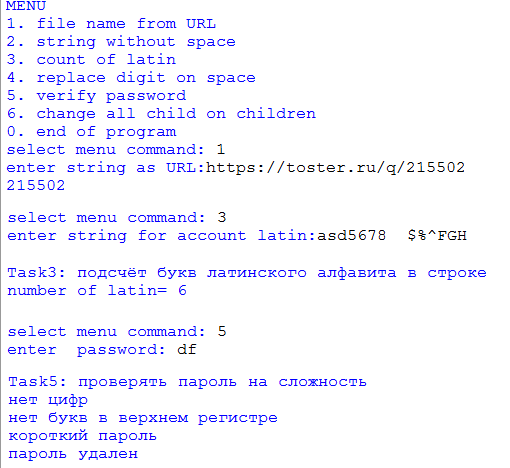 MENU
1. file name from URL
2. string without space
3. count of latin
4. replace digit on space
5. verify password
6. change all child on children
0. end of program
select menu command: 1
enter string as URL:https://toster.ru/q/215502
215502
select menu command: 3
enter string for account latin:asd5678  $%^FGH
Task3: подсчёт букв латинского алфавита в строке
number of latin= 6
select menu command: 5
enter  password: df
Task5: проверять пароль на сложность
нет цифр
нет букв в верхнем регистре
короткий пароль
пароль удален